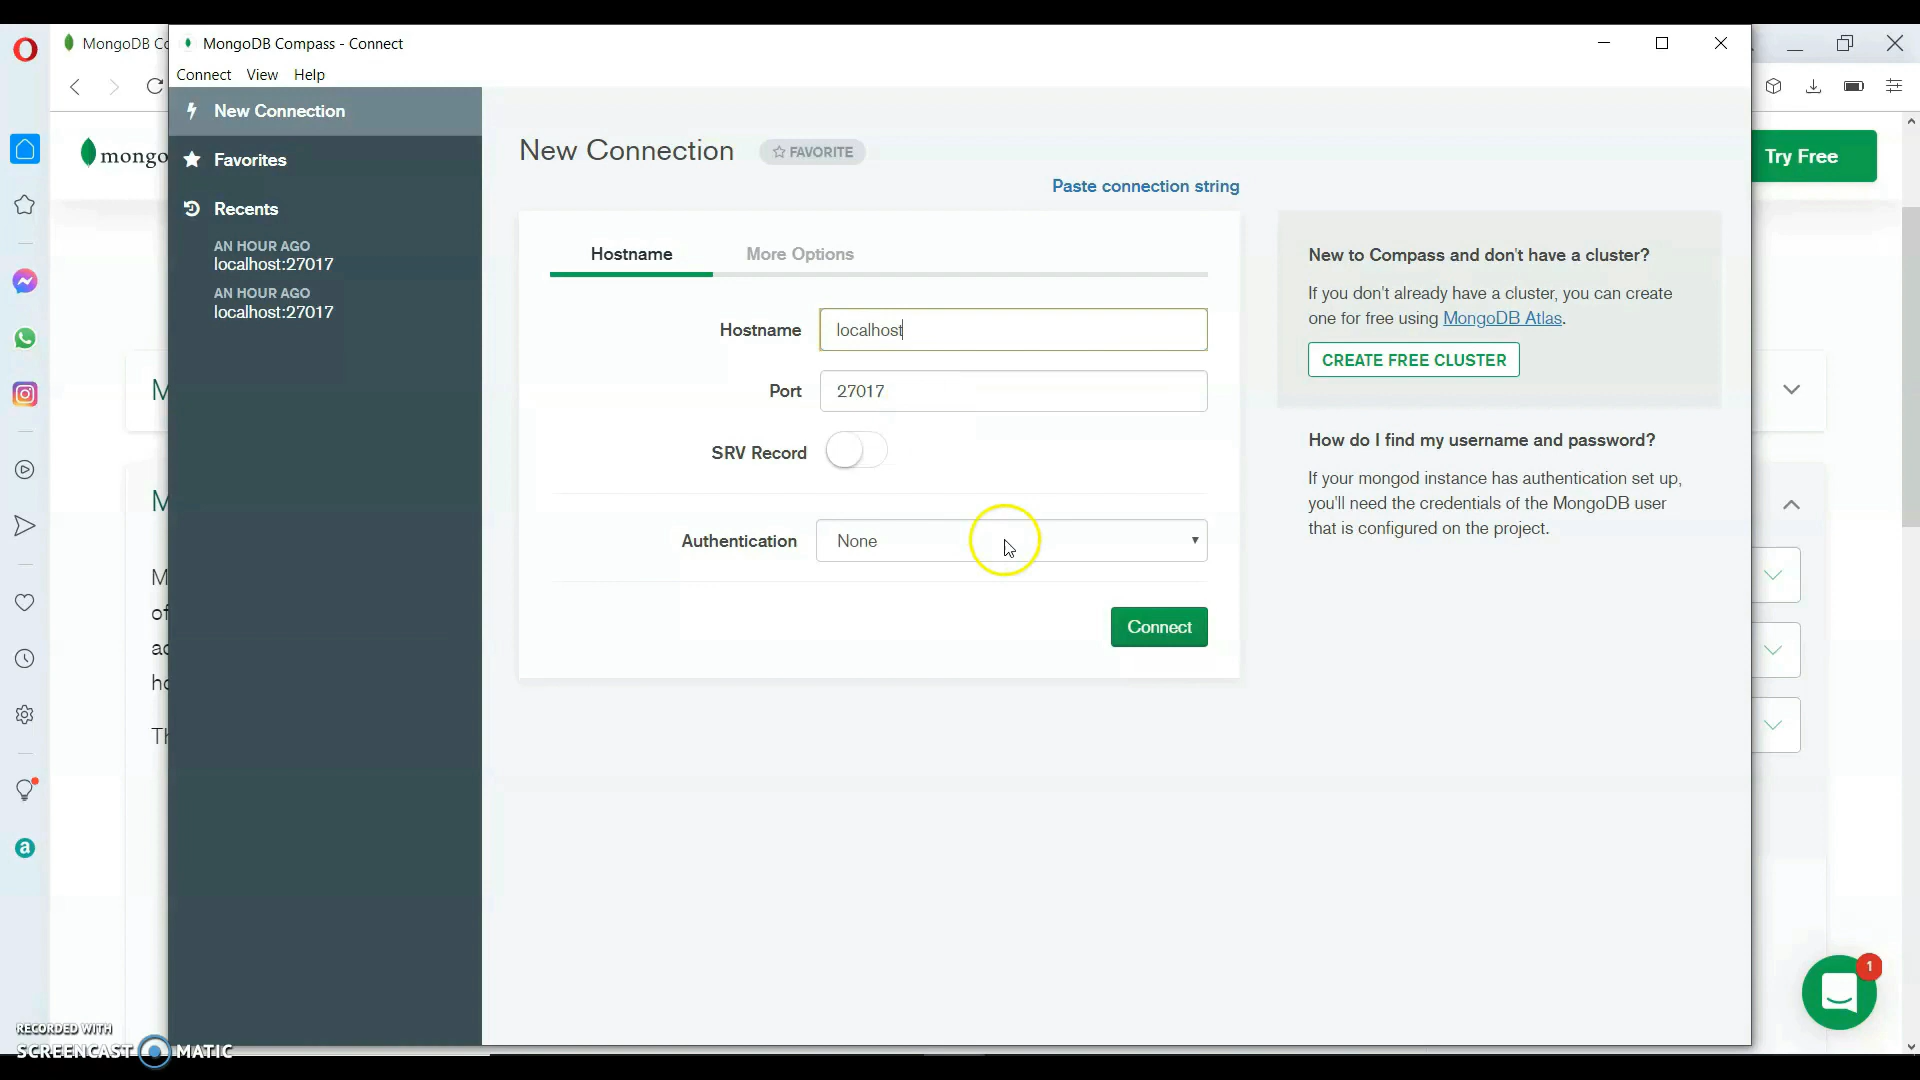 MongoDB Co
MongoDB Compass - Connect
Connect View Help
New Connection
Favorites
Recents
AN HOUR AGO
localhost:27017
AN HOUR AGO
localhost:27017
New Connection
FAVORITE
Paste connection string
Hostname
More Options
Hostname
localhost
Port
27017
SRV Record
Authentication
None
Connect
New to Compass and don't have a cluster?
If you don't already have a cluster, you can create
one for free using MongoDB Atlas.
CREATE FREE CLUSTER
How do I find my username and password?
If your mongod instance has authentication set up,
you'll need the credentials of the MongoDB user
that is configured on the project.
mongo
Try Free
M
M
M
of
ac
ho
Th
a
1
RECORDED WITH
SCREENCAST MATIC